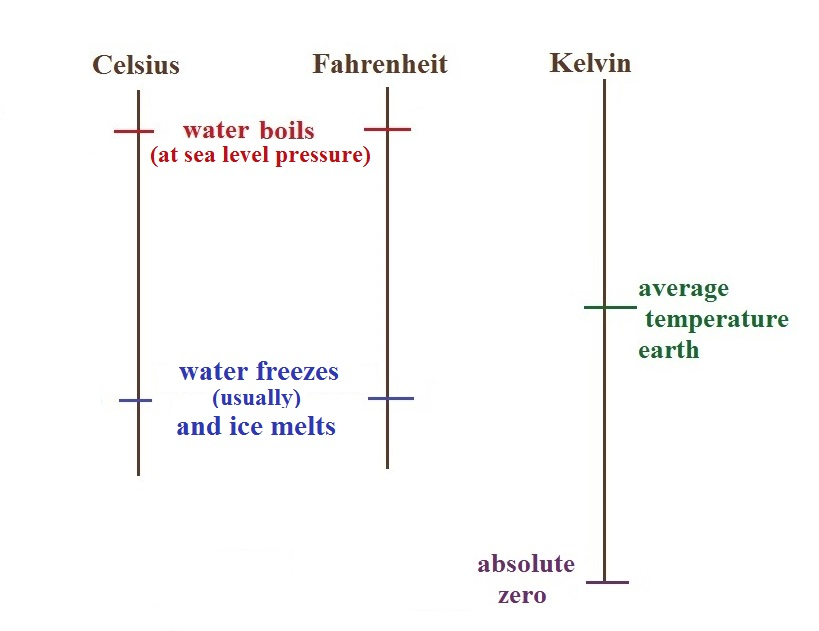 Celsius
Fahrenheit
Kelvin
water boils
(at sea level pressure)
average
temperature
earth
water freezes
(usually)
and ice melts
absolute
zero